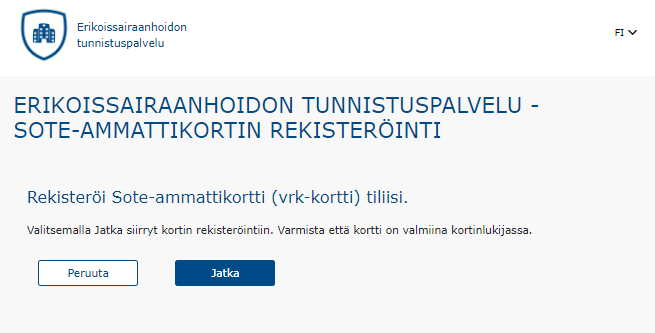 Erikoissairaanhoidon
tunnistuspalvelu
FI
ERIKOISSAIRAANHOIDON TUNNISTUSPALVELU -
SOTE-AMMATTIKORTIN REKISTERÖINTI
Rekisteröi Sote-ammattikortti (vrk-kortti) tiliisi.
Valitsemalla Jatka siirryt kortin rekisteröintiin. Varmista että kortti on valmiina kortinlukijassa.
Peruuta
Jatka